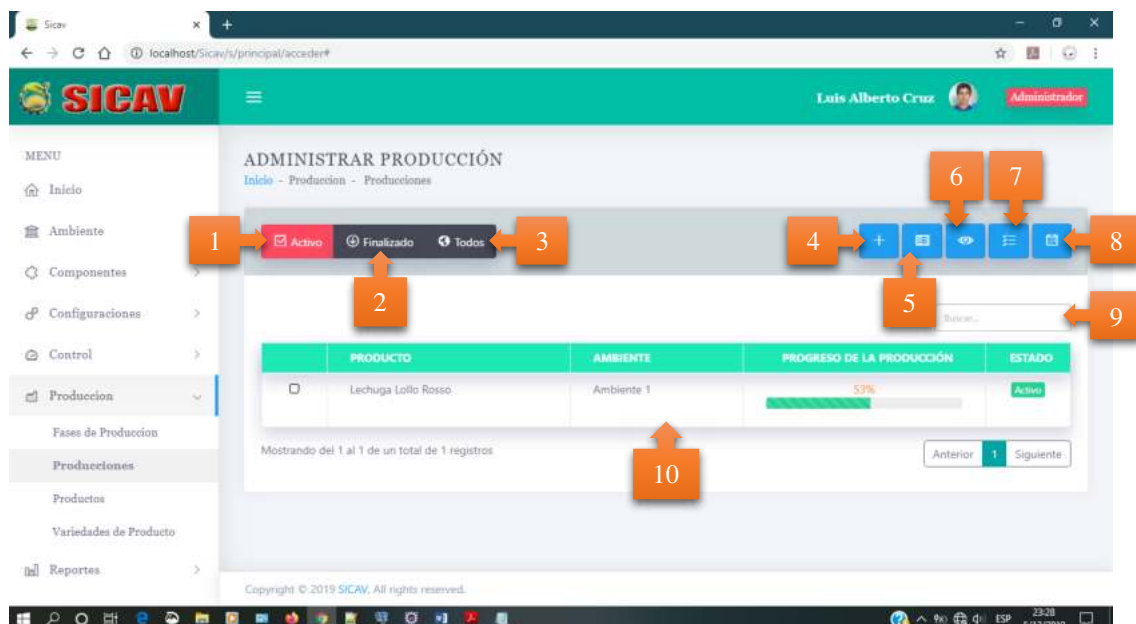 Sicav
localhost/Sicav/s/principal/acceder#
SICAV
Luis Alberto Cruz
Administrador
MENU
Inicio
Ambiente
Componentes
Configuraciones
Control
Produccion
Fases de Produccion
Producciones
Productos
Variedades de Producto
Reportes
ADMINISTRAR PRODUCCIÓN
Inicio - Produccion - Producciones
6 7
1 Activo Finalizado Todos 3 4 8
2 5
Buscar... 9
PRODUCTO AMBIENTE PROGRESO DE LA PRODUCCIÓN ESTADO
Lechuga Lollo Rosso Ambiente 1 53% Activo
Mostrando del 1 al 1 de un total de 1 registros
10
Anterior 1 Siguiente
Copyright © 2019 SICAV. All rights reserved.
ESP 23:28